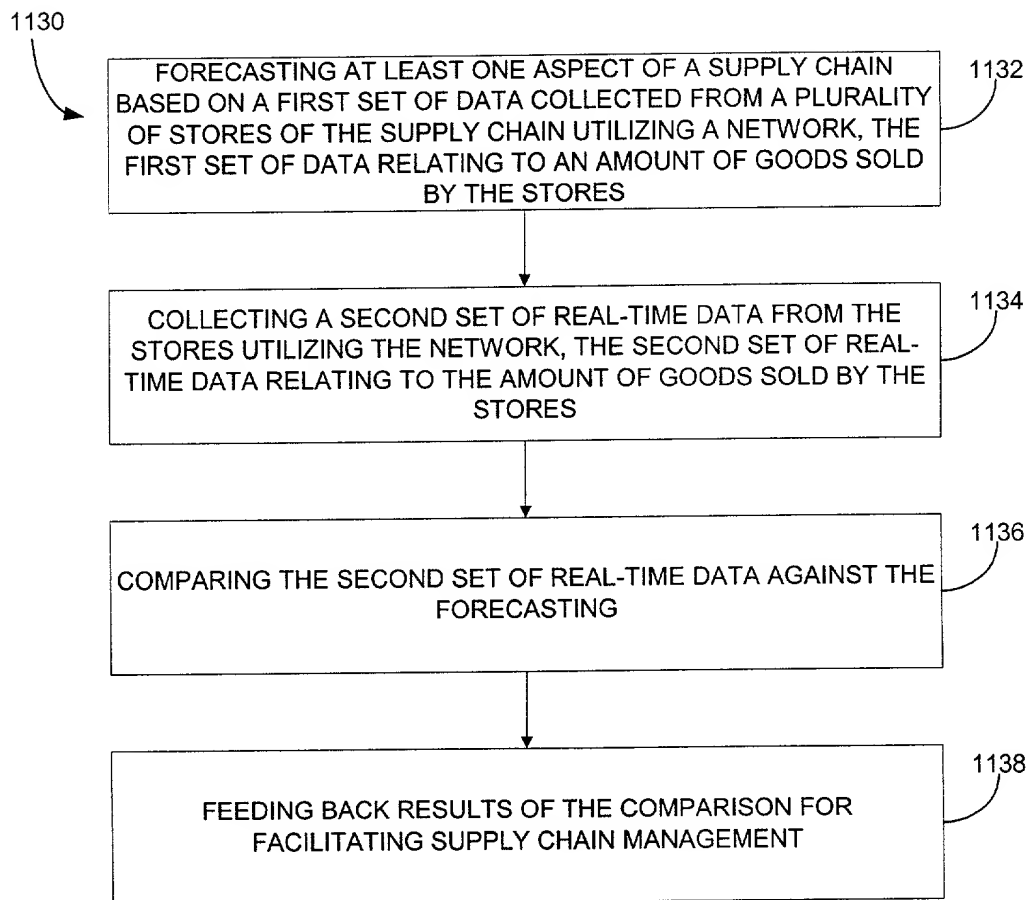 1130
FORECASTING AT LEAST ONE ASPECT OF A SUPPLY CHAIN
BASED ON A FIRST SET OF DATA COLLECTED FROM A PLURALITY
OF STORES OF THE SUPPLY CHAIN UTILIZING A NETWORK, THE
FIRST SET OF DATA RELATING TO AN AMOUNT OF GOODS SOLD
BY THE STORES
1132
COLLECTING A SECOND SET OF REAL-TIME DATA FROM THE
STORES UTILIZING THE NETWORK, THE SECOND SET OF REAL-
TIME DATA RELATING TO THE AMOUNT OF GOODS SOLD BY THE
STORES
1134
COMPARING THE SECOND SET OF REAL-TIME DATA AGAINST THE
FORECASTING
1136
FEEDING BACK RESULTS OF THE COMPARISON FOR
FACILITATING SUPPLY CHAIN MANAGEMENT
1138